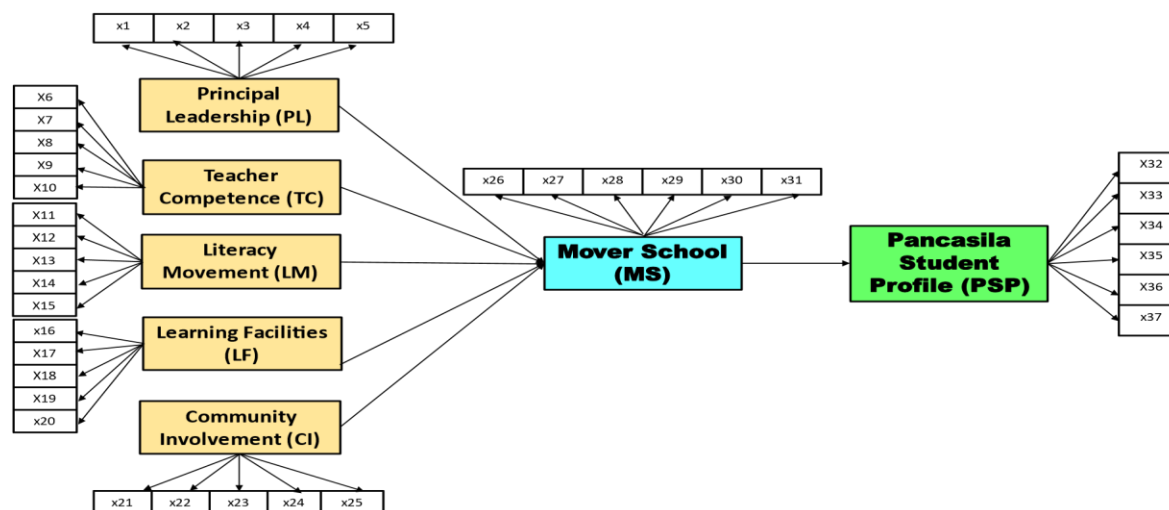 x1 x2 x3 x4 x5
Principal
Leadership (PL)
X6
X7
X8
X9
X10
Teacher
Competence (TC)
X11
X12
X13
X14
X15
Literacy
Movement (LM)
x16
X17
X18
X19
x20
Learning Facilities
(LF)
Community
Involvement (CI)
x21 x22 x23 x24 x25
x26 x27 x28 x29 x30 x31
Mover School
(MS)
Pancasila
Student
Profile (PSP)
X32
X33
X34
X35
X36
x37